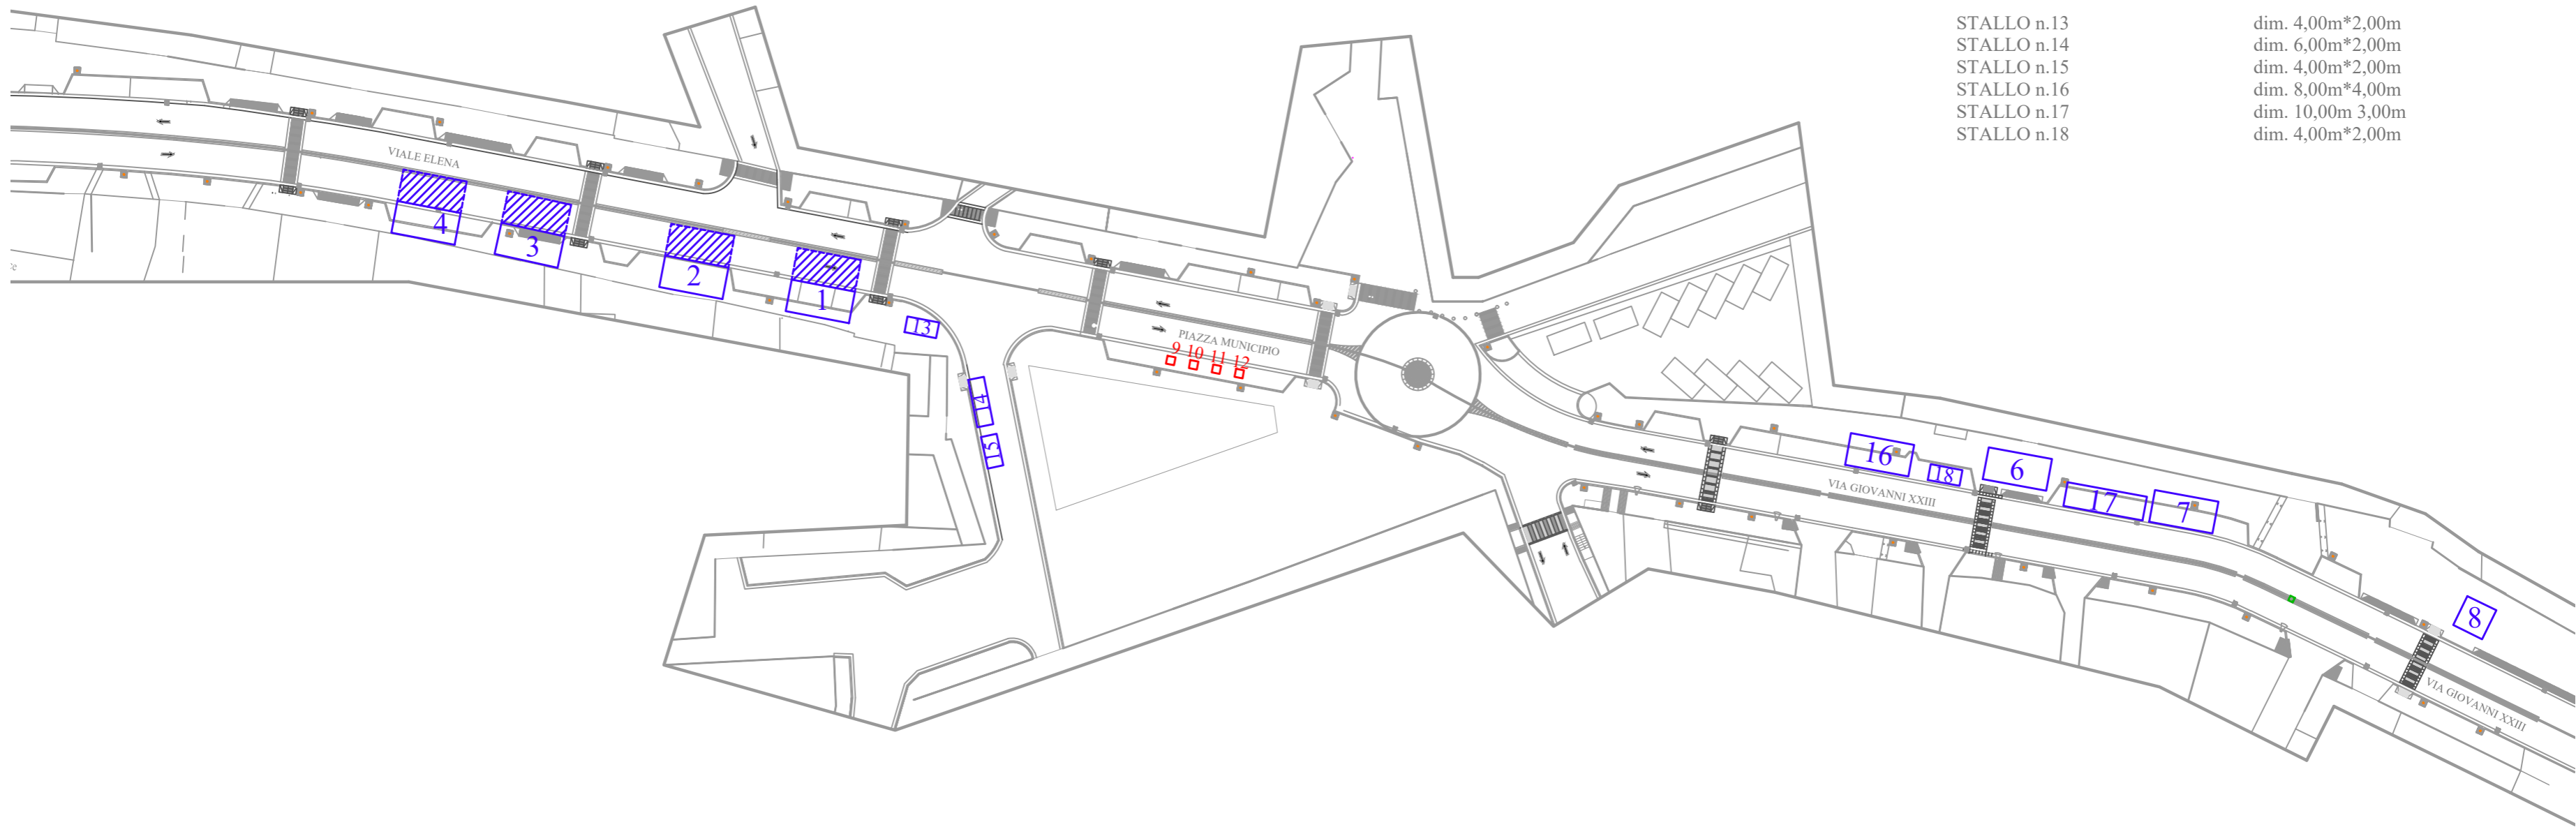 STALLO n.13 dim. 4,00m*2,00m
STALLO n.14 dim. 6,00m*2,00m
STALLO n.15 dim. 4,00m*2,00m
STALLO n.16 dim. 8,00m*4,00m
STALLO n.17 dim. 10,00m 3,00m
STALLO n.18 dim. 4,00m*2,00m
VIALE ELENA
4
3
2
1
13
14
15
PIAZZA MUNICIPIO
9 10 11 12
16
18
6
17
7
VIA GIOVANNI XXIII
8
VIA GIOVANNI XXIII